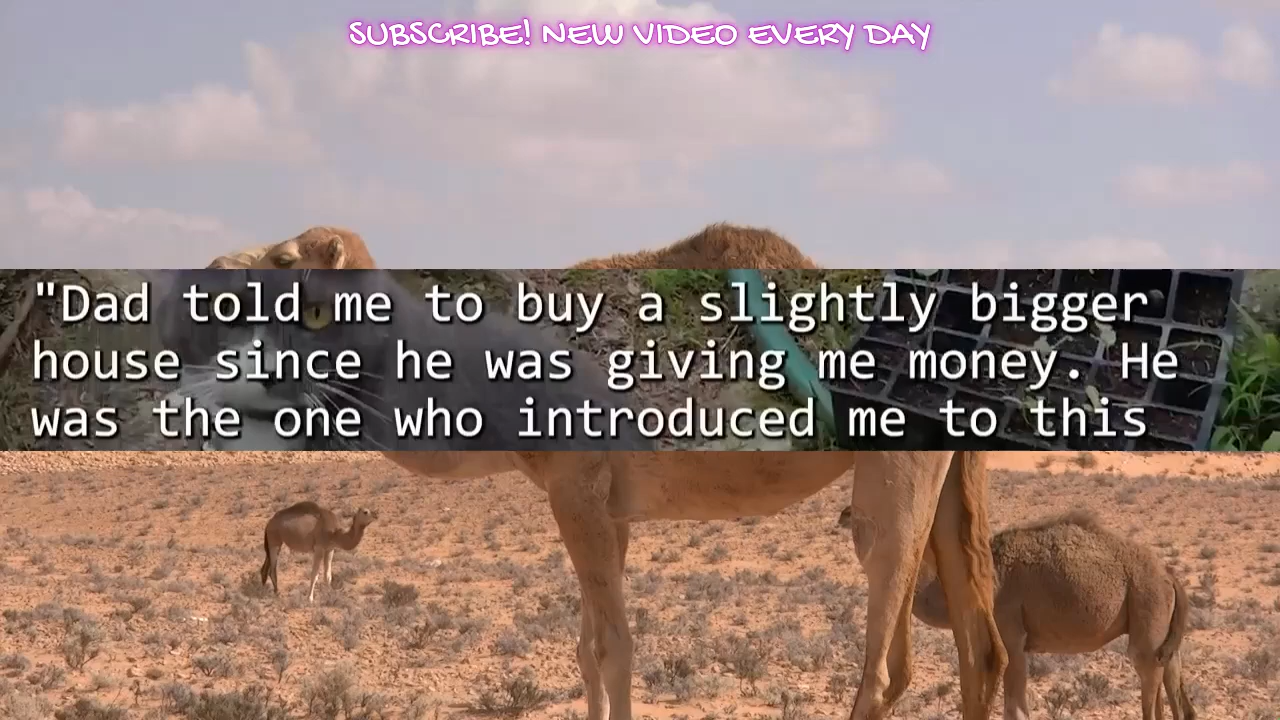 SUBSCRIBE! NEW VIDEO EVERY DAY
"Dad told me to buy a slightly bigger
house since he was giving me money. He
was the one who introduced me to this